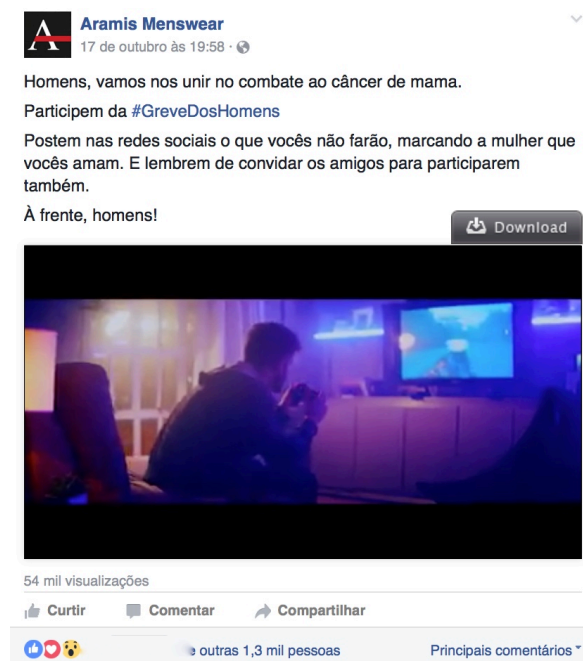 A
Aramis Menswear
17 de outubro às 19:58 ·
Homens, vamos nos unir no combate ao câncer de mama.
Participem da #GreveDosHomens
Postem nas redes sociais o que vocês não farão, marcando a mulher que
vocês amam. E lembrem de convidar os amigos para participarem
também.
À frente, homens!
Download
54 mil visualizações
Curtir Comentar Compartilhar
e outras 1,3 mil pessoas Principais comentários